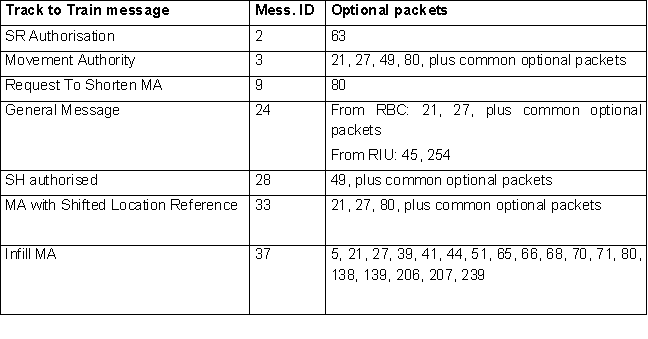 Track to Train message Mess. ID Optional packets
SR Authorisation 2 63
Movement Authority 3 21, 27, 49, 80, plus common optional packets
Request To Shorten MA 9 80
General Message 24 From RBC: 21, 27, plus common optional
packets
From RIU: 45, 254
SH authorised 28 49, plus common optional packets
MA with Shifted Location Reference 33 21, 27, 80, plus common optional packets
Infill MA 37 5, 21, 27, 39, 41, 44, 51, 65, 66, 68, 70, 71, 80,
138, 139, 206, 207, 239